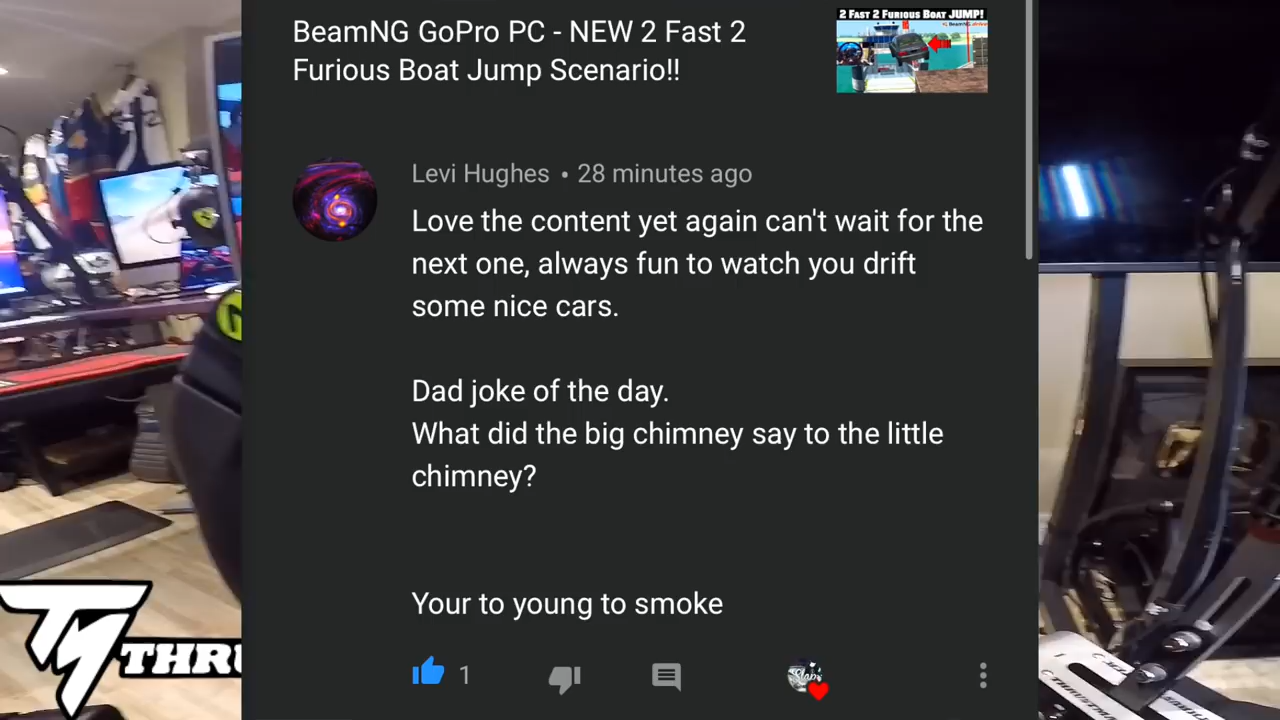 BeamNG GoPro PC - NEW 2 Fast 2
Furious Boat Jump Scenario!!
2 FAST 2 FURIOUS BOAT JUMP!
Levi Hughes • 28 minutes ago
Love the content yet again can't wait for the
next one, always fun to watch you drift
some nice cars.
Dad joke of the day.
What did the big chimney say to the little
chimney?
Your to young to smoke
1
THRU